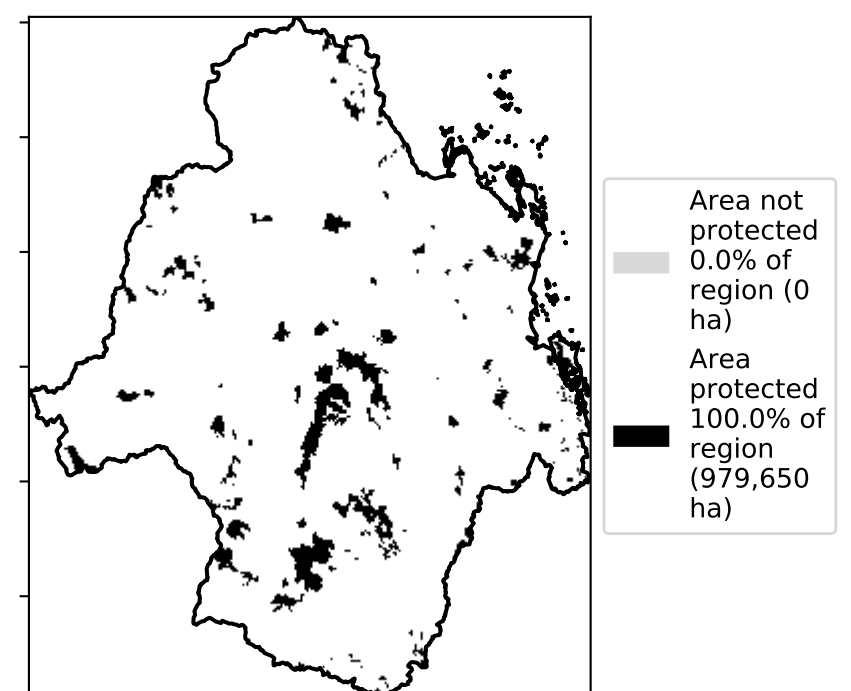 Area not
protected
0.0% of
region (0
ha)
Area
protected
100.0% of
region
(979,650
ha)